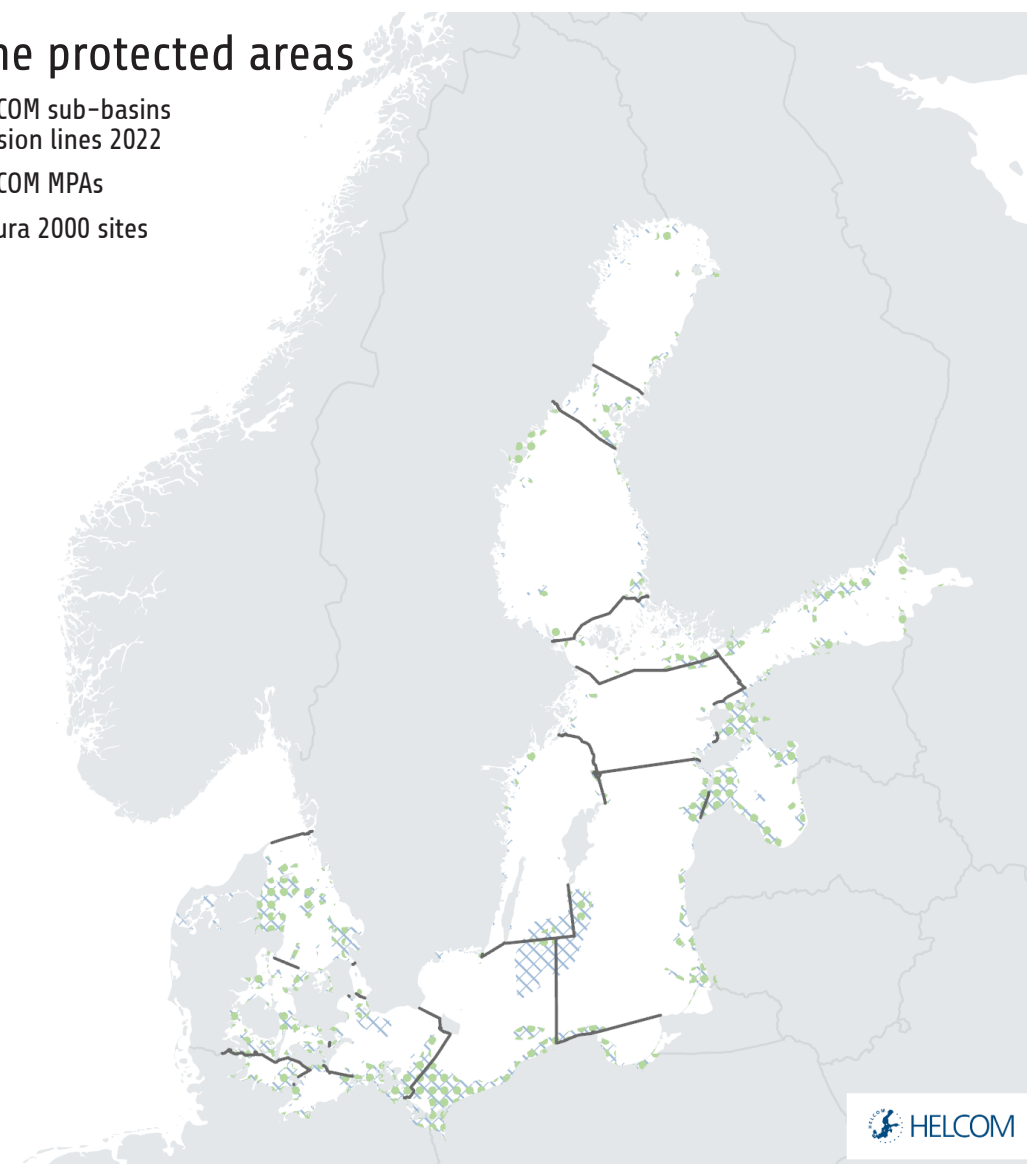 ne protected areas
COM sub-basins
sion lines 2022
COM MPAs
ura 2000 sites
HELCOM